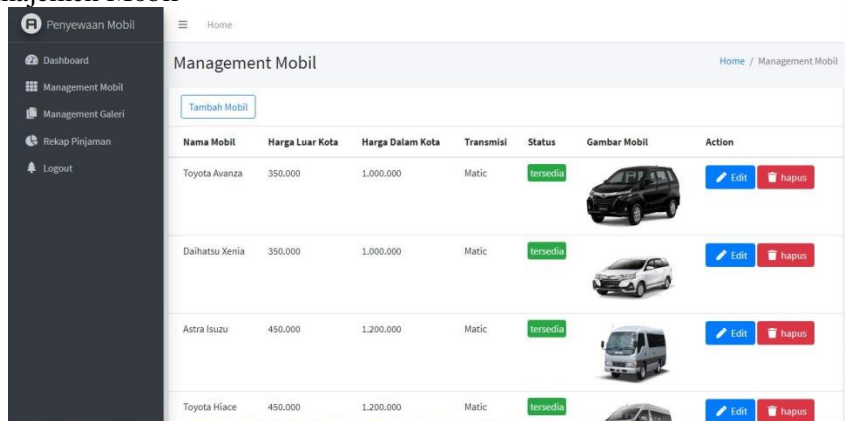 Penyewaan Mobil
Home
Dashboard
Management Mobil
Management Galeri
Rekap Pinjaman
Logout
Management Mobil
Home / Management Mobil
Tambah Mobil
Nama Mobil Harga Luar Kota Harga Dalam Kota Transmisi Status Gambar Mobil Action
Toyota Avanza 350.000 1.000.000 Matic tersedia Edit hapus
Daihatsu Xenia 350.000 1.000.000 Matic tersedia Edit hapus
Astra Isuzu 450.000 1.200.000 Matic tersedia Edit hapus
Toyota Hiace 450.000 1.200.000 Matic tersedia Edit hapus